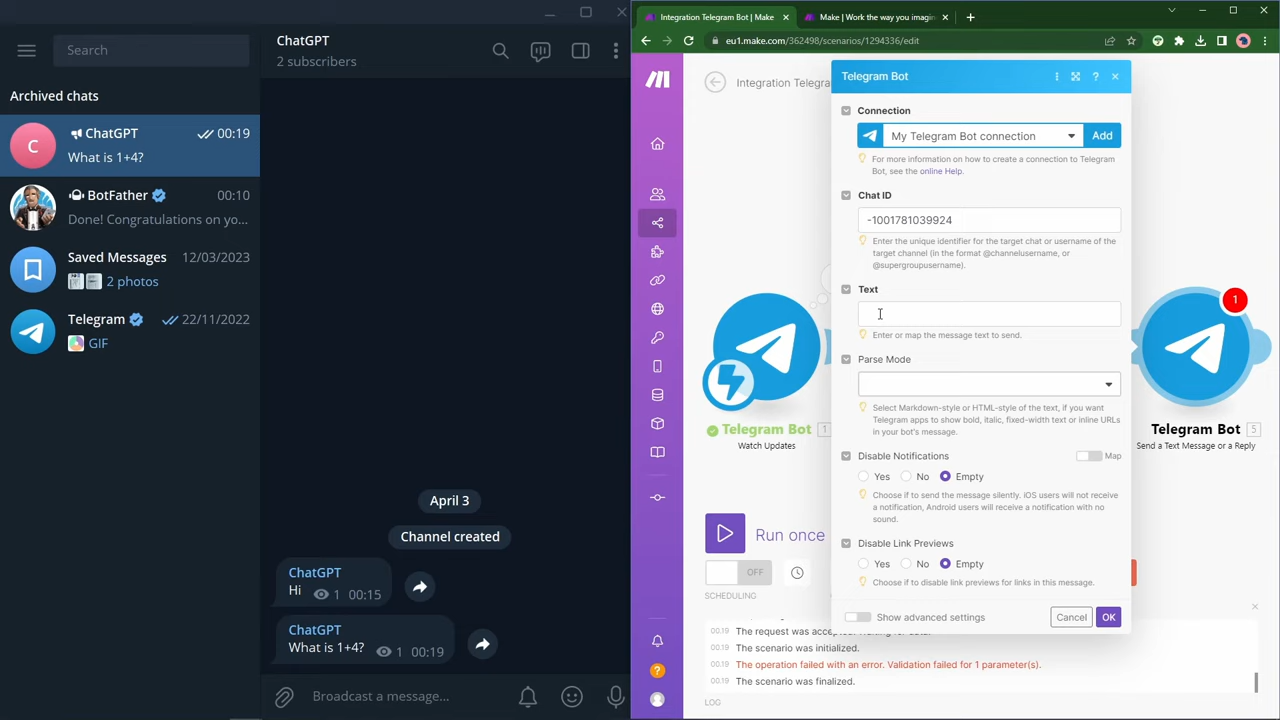 Search
Archived chats
ChatGPT
00:19
What is 1+4?
BotFather
00:10
Done! Congratulations on yo...
Saved Messages
12/03/2023
2 photos
Telegram
22/11/2022
GIF
C
ChatGPT
2 subscribers
April 3
Channel created
ChatGPT
Hi
1 00:15
ChatGPT
What is 1+4?
1 00:19
Broadcast a message...
Integration Telegram Bot | Make
Make | Work the way you imagin
eu1.make.com/362498/scenarios/1294336/edit
Integration Telegra
Telegram Bot
Connection
My Telegram Bot connection
Add
For more information on how to create a connection to Telegram
Bot, see the online Help.
Chat ID
-1001781039924
Enter the unique identifier for the target chat or username of the
target channel (in the format @channelusername, or
@supergroupusername).
Text
Enter or map the message text to send.
Parse Mode
Select Markdown-style or HTML-style of the text, if you want
Telegram apps to show bold, italic, fixed-width text or inline URLs
in your bot's message.
Disable Notifications
Map
Yes No Empty
Choose if to send the message silently. iOS users will not receive
a notification, Android users will receive a notification with no
sound.
Disable Link Previews
Yes No Empty
Choose if to disable link previews for links in this message.
Show advanced settings
Cancel
OK
Telegram Bot
1
Watch Updates
1
Telegram Bot
5
Send a Text Message or a Reply
Run once
OFF
SCHEDULING
00:19 The scenario was initialized.
00:19 The operation failed with an error. Validation failed for 1 parameter(s).
00:19 The scenario was finalized.
LOG